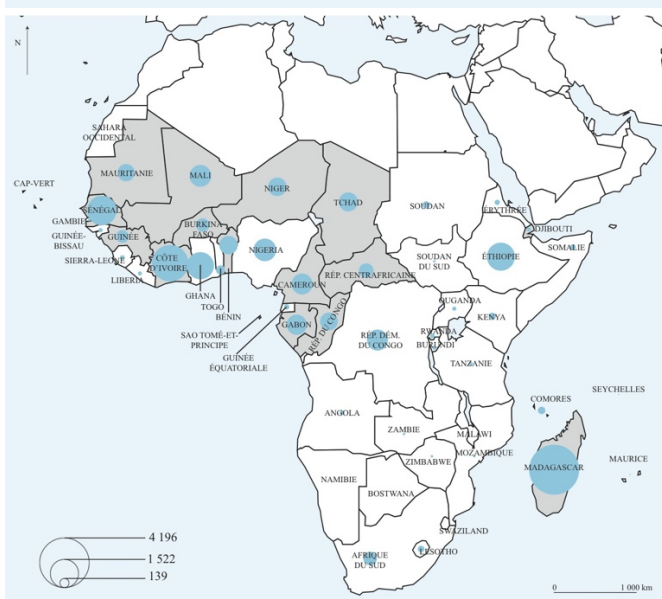 N
SAHARA
OCCIDENTAL
MAURITANIE
MALI
NIGER
TCHAD
SOUDAN
ÉRYTHRÉE
CAP-VERT
SÉNÉGAL
GAMBIE
GUINÉE-
BISSAU
GUINÉE
BURKINA
FASO
DJIBOUTI
SIERRA-LEONE
CÔTE
D'IVOIRE
NIGERIA
SOUDAN
DU SUD
ÉTHIOPIE
SOMALIE
LIBERIA
GHANA
TOGO
BÉNIN
CAMEROUN
RÉP. CENTRAFRICAINE
SAO TOMÉ-ET-
PRINCIPE
GUINÉE
ÉQUATORIALE
GABON
RÉP. DU CONGO
RÉP. DÉM.
DU CONGO
OUGANDA
KENYA
RWANDA
BURUNDI
TANZANIE
SEYCHELLES
COMORES
ANGOLA
ZAMBIE
MALAWI
MOZAMBIQUE
ZIMBABWE
MADAGASCAR
MAURICE
NAMIBIE
BOSTWANA
SWAZILAND
LESOTHO
AFRIQUE
DU SUD
4 196
1 522
139
0 1 000 km